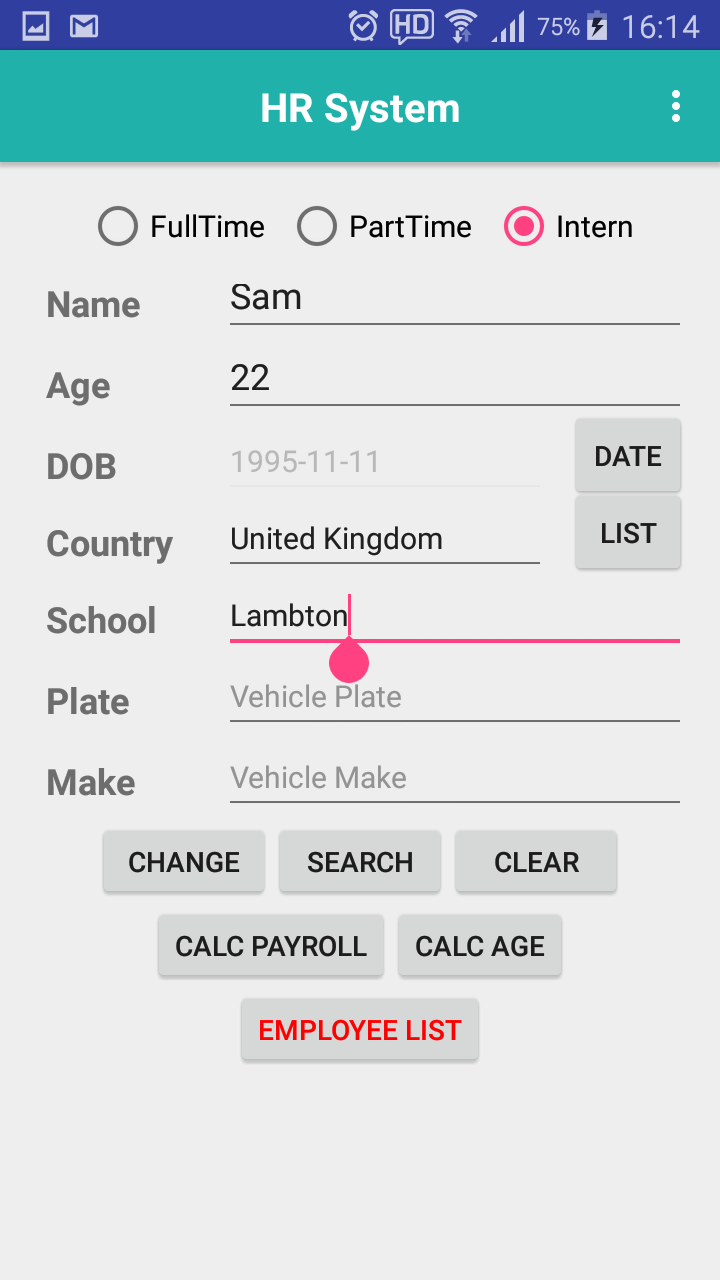 HD 75% 16:14
HR System
FullTime PartTime Intern
Name Sam
Age 22
DOB 1995-11-11 DATE
Country United Kingdom LIST
School Lambton
Plate Vehicle Plate
Make Vehicle Make
CHANGE SEARCH CLEAR
CALC PAYROLL CALC AGE
EMPLOYEE LIST